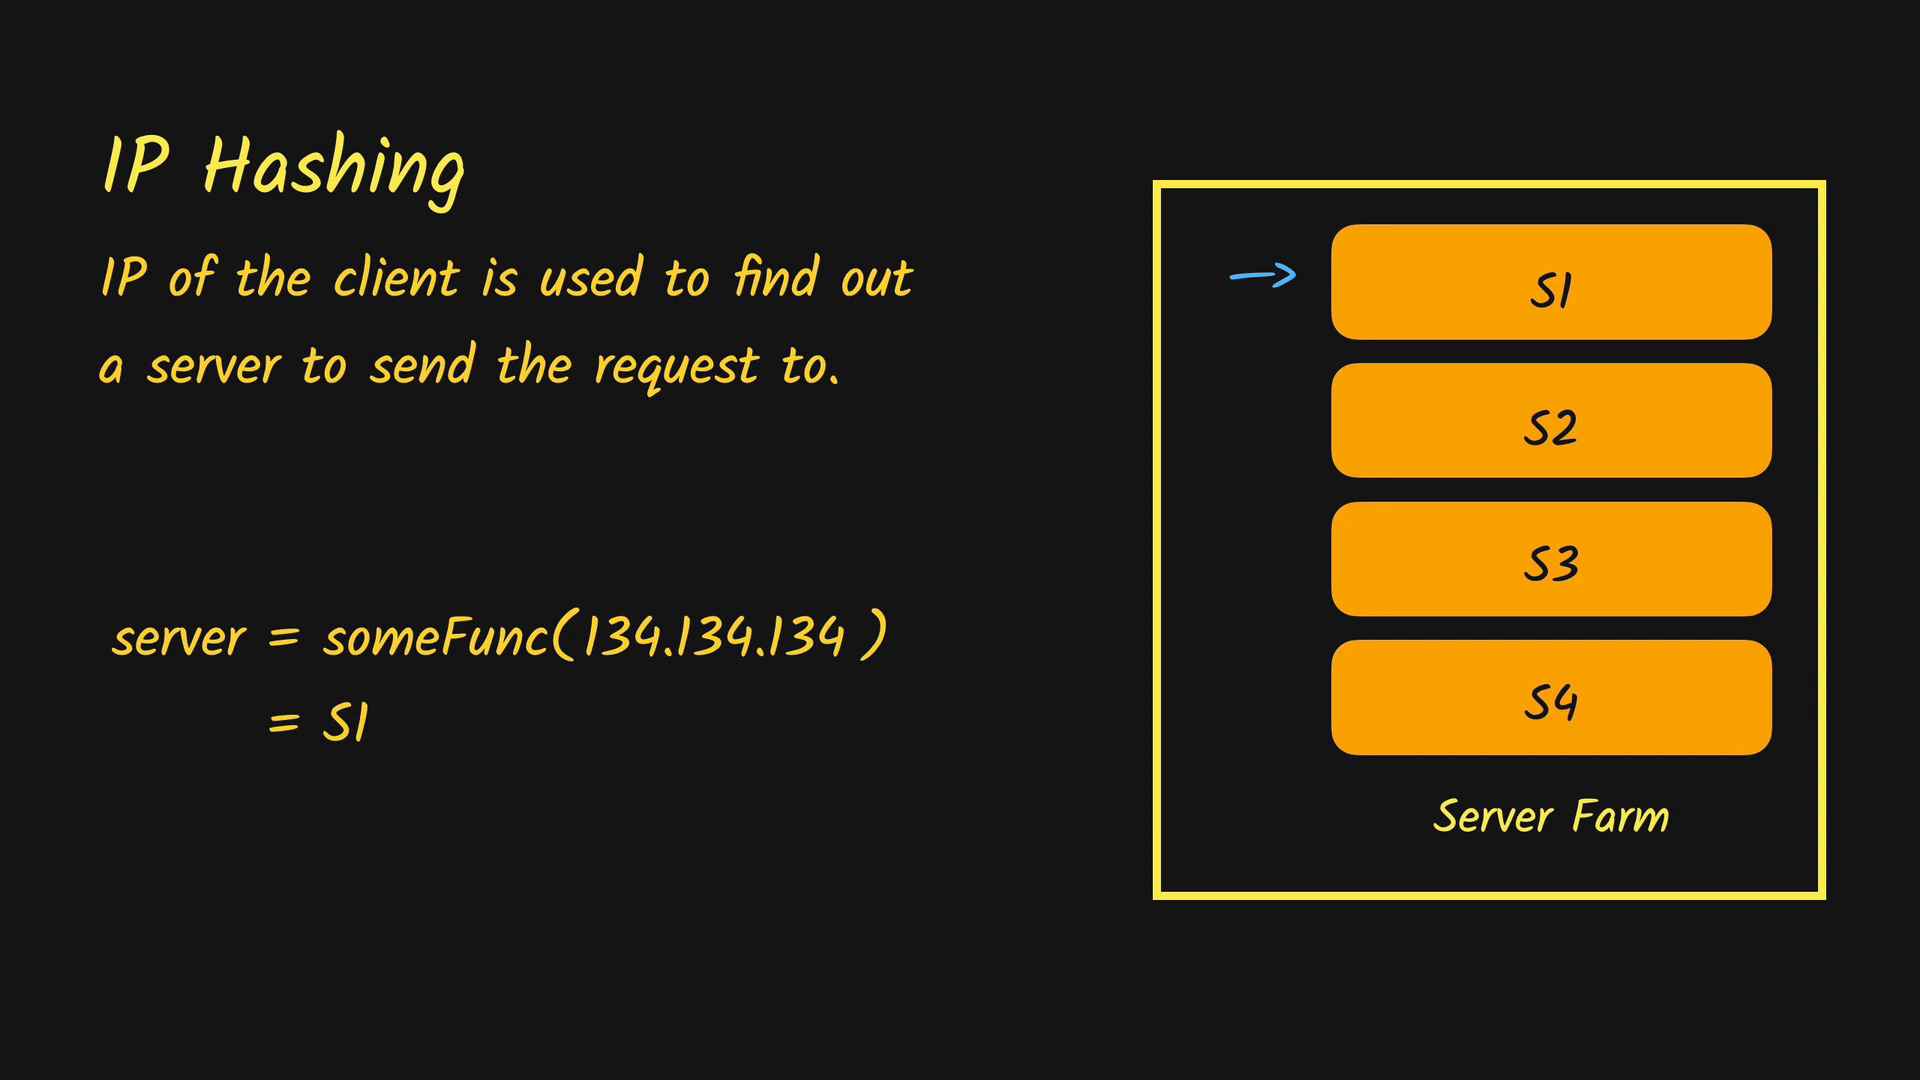 IP Hashing
IP of the client is used to find out
a server to send the request to.
server = someFunc(134.134.134 )
= S1
S1
S2
S3
S4
Server Farm